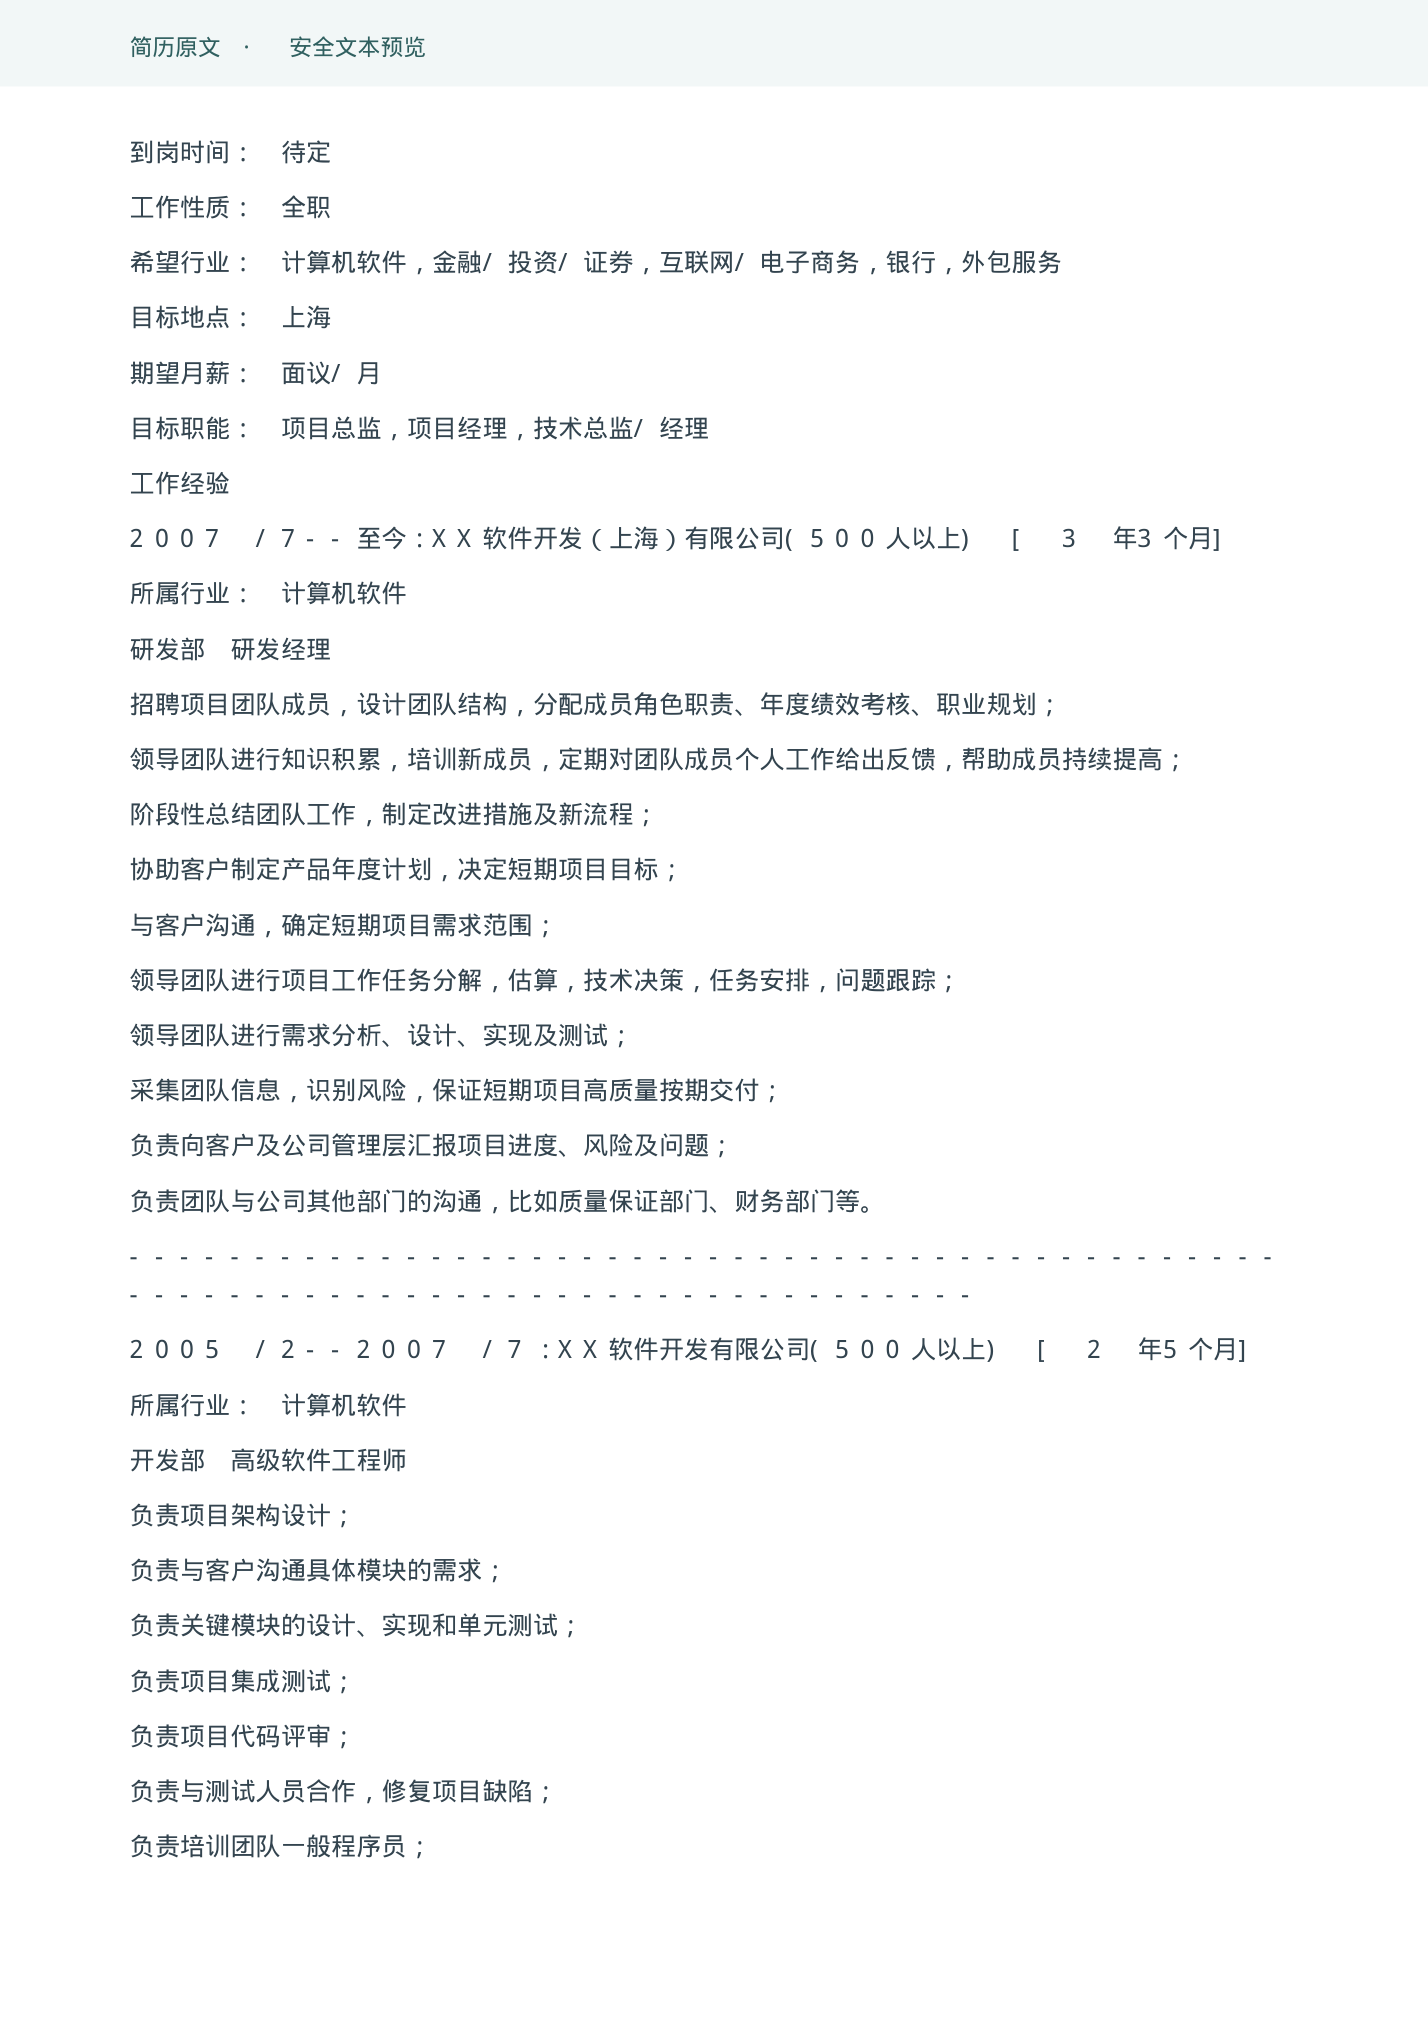 简历原文 · 安全文本预览
到岗时间： 待定
工作性质： 全职
希望行业： 计算机软件，金融/ 投资/ 证券，互联网/ 电子商务，银行，外包服务
目标地点： 上海
期望月薪： 面议/ 月
目标职能： 项目总监，项目经理，技术总监/ 经理
工作经验
2007 /7-- 至今：XX软件开发（上海）有限公司( 500人以上) [ 3 年3 个月]
所属行业： 计算机软件
研发部 研发经理
招聘项目团队成员，设计团队结构，分配成员角色职责、年度绩效考核、职业规划；
领导团队进行知识积累，培训新成员，定期对团队成员个人工作给出反馈，帮助成员持续提高；
阶段性总结团队工作，制定改进措施及新流程；
协助客户制定产品年度计划，决定短期项目目标；
与客户沟通，确定短期项目需求范围；
领导团队进行项目工作任务分解，估算，技术决策，任务安排，问题跟踪；
领导团队进行需求分析、设计、实现及测试；
采集团队信息，识别风险，保证短期项目高质量按期交付；
负责向客户及公司管理层汇报项目进度、风险及问题；
负责团队与公司其他部门的沟通，比如质量保证部门、财务部门等。
- - - - - - - - - - - - - - - - - - - - - - - - - - - - - - - - - - - - - - - - - - - - - -
- - - - - - - - - - - - - - - - - - - - - - - - - - - - - - - - - -
2005 /2--2007 /7 ：XX软件开发有限公司( 500人以上) [ 2 年5 个月]
所属行业： 计算机软件
开发部 高级软件工程师
负责项目架构设计；
负责与客户沟通具体模块的需求；
负责关键模块的设计、实现和单元测试；
负责项目集成测试；
负责项目代码评审；
负责与测试人员合作，修复项目缺陷；
负责培训团队一般程序员；